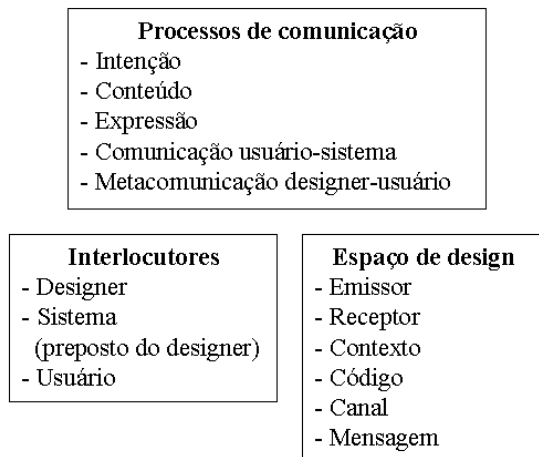 Processos de comunicação
- Intenção
- Conteúdo
- Expressão
- Comunicação usuário-sistema
- Metacomunicação designer-usuário
Interlocutores
- Designer
- Sistema
(preposto do designer)
- Usuário
Espaço de design
- Emissor
- Receptor
- Contexto
- Código
- Canal
- Mensagem